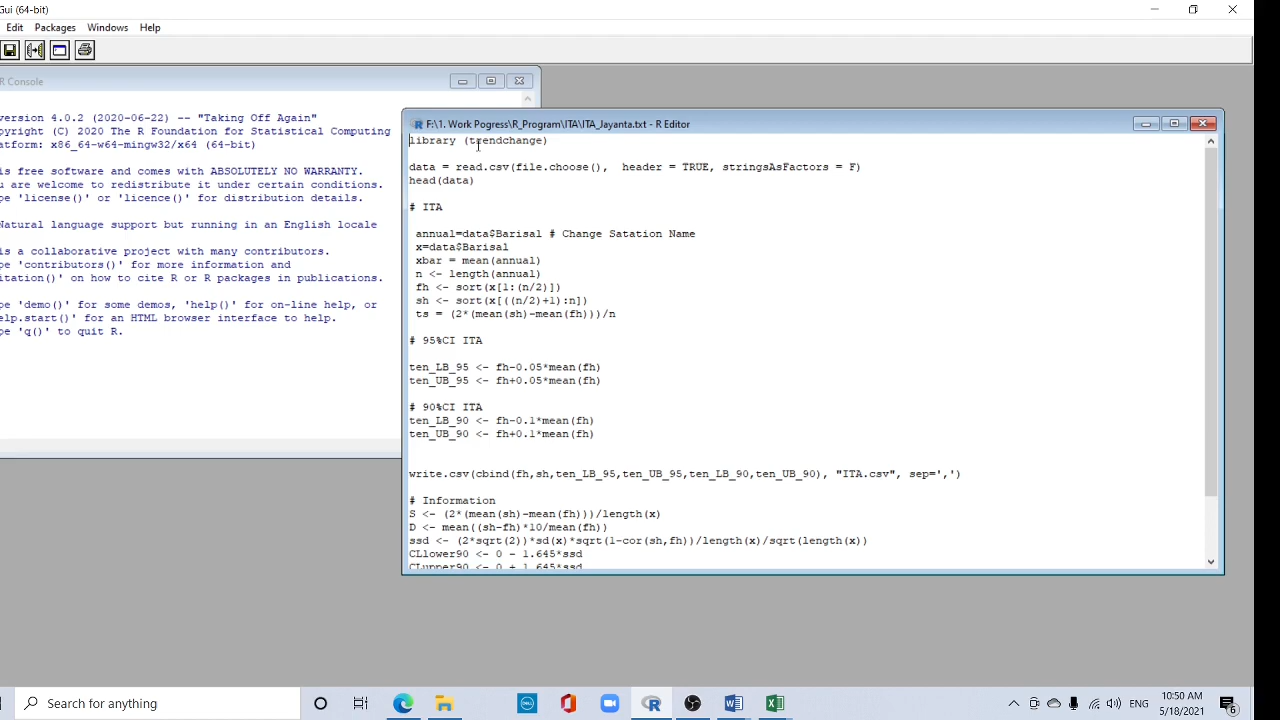 Gui (64-bit)
Edit Packages Windows Help
R Console
version 4.0.2 (2020-06-22) -- "Taking Off Again"
opyright (C) 2020 The R Foundation for Statistical Computing
atform: x86_64-w64-mingw32/x64 (64-bit)
is free software and comes with ABSOLUTELY NO WARRANTY.
u are welcome to redistribute it under certain conditions.
pe 'license()' or 'licence()' for distribution details.
Natural language support but running in an English locale
is a collaborative project with many contributors.
pe 'contributors()' for more information and
itation()' on how to cite R or R packages in publications.
pe 'demo()' for some demos, 'help()' for on-line help, or
elp.start()' for an HTML browser interface to help.
pe 'q()' to quit R.
F:\1. Work Pogress\R_Program\ITA\ITA_Jayanta.txt - R Editor
library (trendchange)
data = read.csv(file.choose(), header = TRUE, stringsAsFactors = F)
head(data)
# ITA
annual=data$Barisal # Change Satation Name
x=data$Barisal
xbar = mean(annual)
n <- length(annual)
fh <- sort(x[1:(n/2)])
sh <- sort(x[((n/2)+1):n])
ts = (2*(mean(sh)-mean(fh)))/n
# 95%CI ITA
ten_LB_95 <- fh-0.05*mean(fh)
ten_UB_95 <- fh+0.05*mean(fh)
# 90%CI ITA
ten_LB_90 <- fh-0.1*mean(fh)
ten_UB_90 <- fh+0.1*mean(fh)
write.csv(cbind(fh,sh,ten_LB_95,ten_UB_95,ten_LB_90,ten_UB_90), "ITA.csv", sep=',')
# Information
S <- (2*(mean(sh)-mean(fh)))/length(x)
D <- mean((sh-fh)*10/mean(fh))
ssd <- (2*sqrt(2))*sd(x)*sqrt(1-cor(sh,fh))/length(x)/sqrt(length(x))
CLlower90 <- 0 - 1.645*ssd
CLupper90 <- 0 + 1.645*ssd
Search for anything
DELL
ENG
10:50 AM
5/18/2021
6